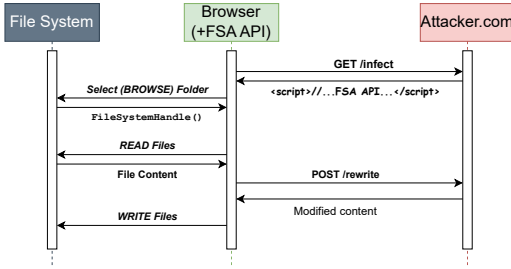 File System
Browser
(+FSA API)
Attacker.com
GET /infect
<script>//...FSA API...</script>
Select (BROWSE) Folder
FileSystemHandle()
READ Files
File Content
POST /rewrite
Modified content
WRITE Files